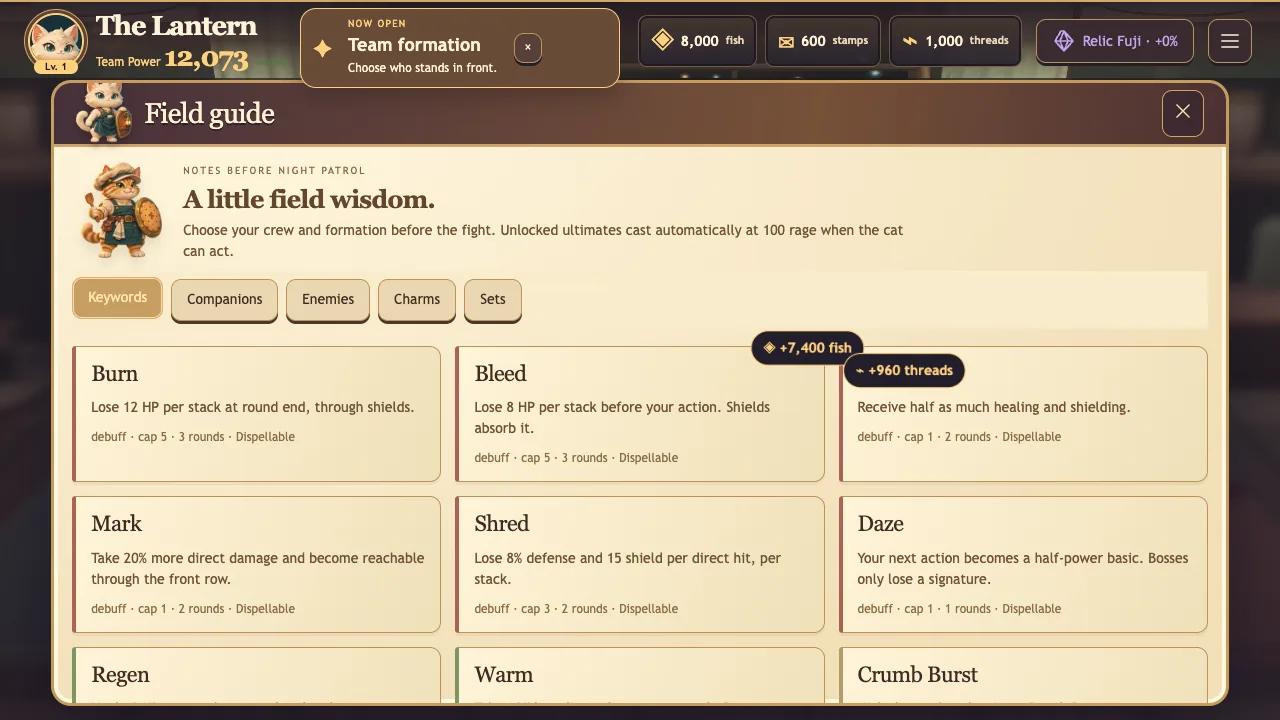 The Lantern
Team Power 12,073
Lv. 1
NOW OPEN
Team formation
Choose who stands in front.
×
8,000 fish
600 stamps
1,000 threads
Relic Fuji · +0%
Field guide
NOTES BEFORE NIGHT PATROL
A little field wisdom.
Choose your crew and formation before the fight. Unlocked ultimates cast automatically at 100 rage when the cat
can act.
Keywords
Companions
Enemies
Charms
Sets
+7,400 fish
+960 threads
Burn
Lose 12 HP per stack at round end, through shields.
debuff · cap 5 · 3 rounds · Dispellable
Bleed
Lose 8 HP per stack before your action. Shields
absorb it.
debuff · cap 5 · 3 rounds · Dispellable
Receive half as much healing and shielding.
debuff · cap 1 · 2 rounds · Dispellable
Mark
Take 20% more direct damage and become reachable
through the front row.
debuff · cap 1 · 2 rounds · Dispellable
Shred
Lose 8% defense and 15 shield per direct hit, per
stack.
debuff · cap 3 · 2 rounds · Dispellable
Daze
Your next action becomes a half-power basic. Bosses
only lose a signature.
debuff · cap 1 · 1 rounds · Dispellable
Regen
Warm
Crumb Burst